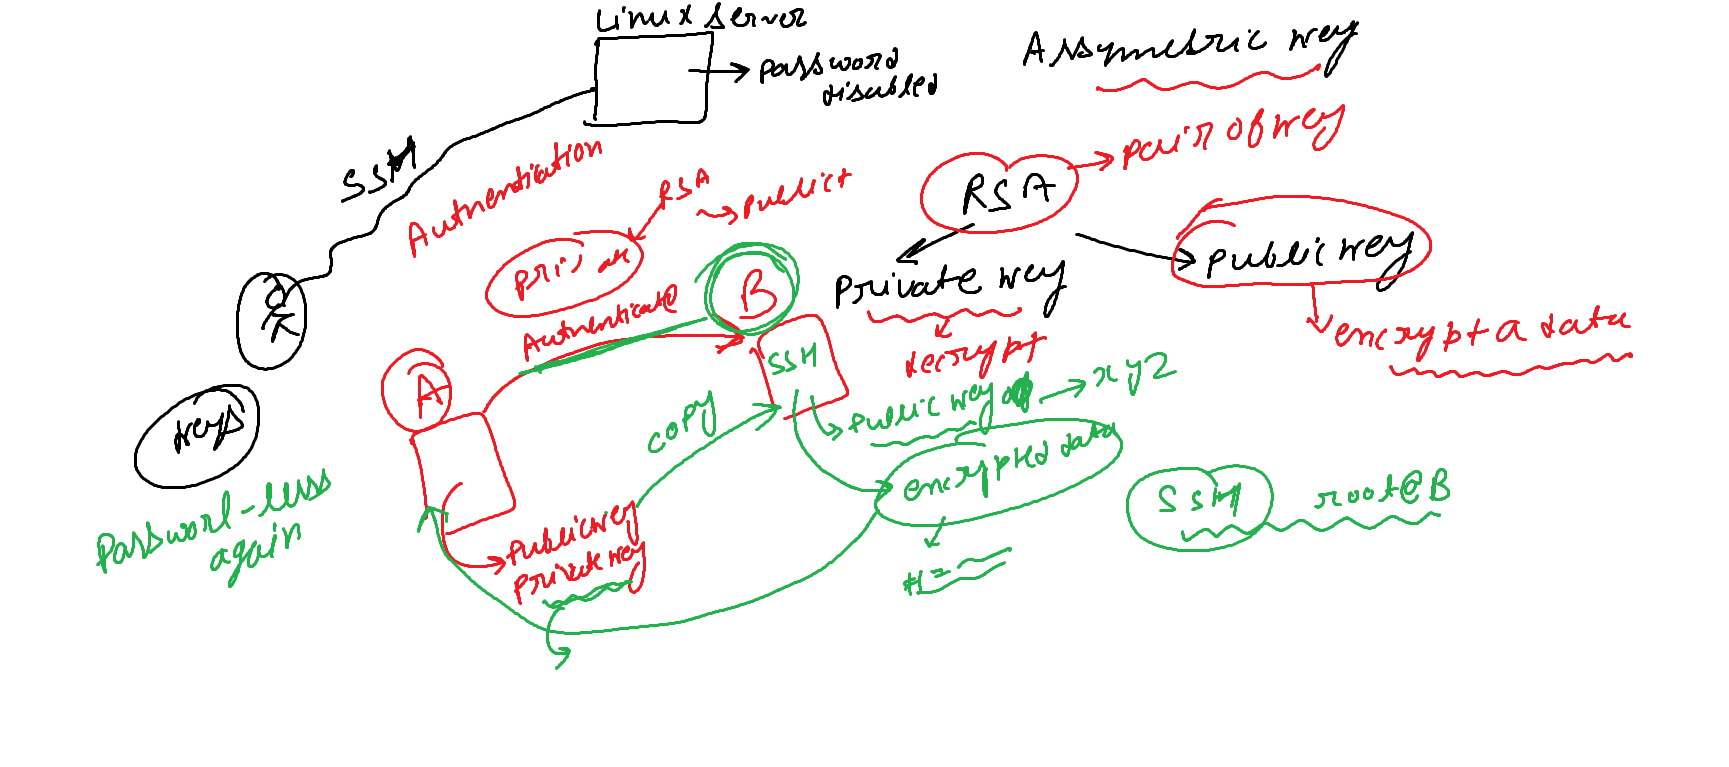 Linux Server
Password
disabled
Assymetric key
SSH
Authentication
keys
Password-less
again
RSA
Public
Private
Authenticate
RSA
pair of key
Private key
decrypt
Public key
encrypt a data
A
B
SSH
copy
Public key
Private key
Public key
xyz
encrypted data
SSH root@B